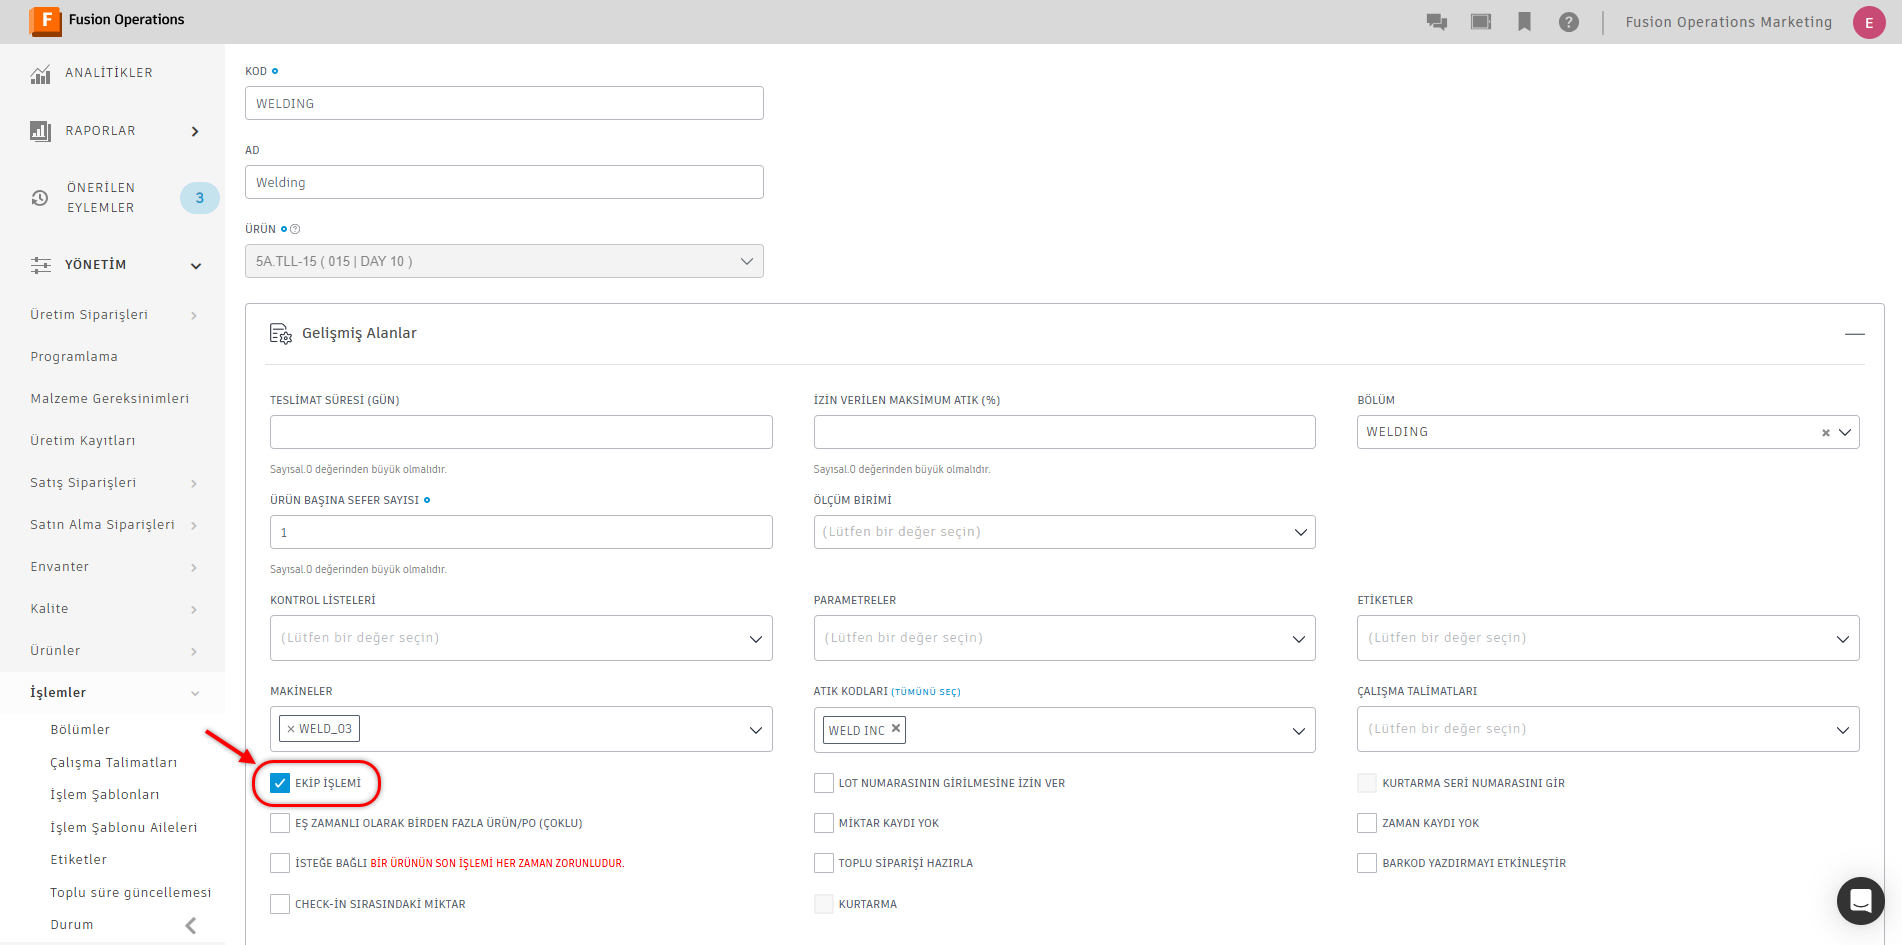 F Fusion Operations
Fusion Operations Marketing
E
ANALİTİKLER
RAPORLAR
ÖNERİLEN
EYLEMLER
3
YÖNETİM
Üretim Siparişleri
Programlama
Malzeme Gereksinimleri
Üretim Kayıtları
Satış Siparişleri
Satın Alma Siparişleri
Envanter
Kalite
Ürünler
İşlemler
Bölümler
Çalışma Talimatları
İşlem Şablonları
İşlem Şablonu Aileleri
Etiketler
Toplu süre güncellemesi
Durum
KOD
WELDING
AD
Welding
ÜRÜN
5A.TLL-15 ( 015 | DAY 10 )
Gelişmiş Alanlar
TESLİMAT SÜRESİ (GÜN)
İZİN VERİLEN MAKSİMUM ATIK (%)
BÖLÜM
WELDING
Sayısal.0 değerinden büyük olmalıdır.
Sayısal.0 değerinden büyük olmalıdır.
ÜRÜN BAŞINA SEFER SAYISI
ÖLÇÜM BİRİMİ
1
(Lütfen bir değer seçin)
Sayısal.0 değerinden büyük olmalıdır.
KONTROL LİSTELERİ
PARAMETRELER
ETİKETLER
(Lütfen bir değer seçin)
(Lütfen bir değer seçin)
(Lütfen bir değer seçin)
MAKİNELER
ATIK KODLARI (TÜMÜNÜ SEÇ)
ÇALIŞMA TALİMATLARI
× WELD_03
WELD INC ×
(Lütfen bir değer seçin)
EKİP İŞLEMİ
LOT NUMARASININ GİRİLMESİNE İZİN VER
KURTARMA SERİ NUMARASINI GİR
EŞ ZAMANLI OLARAK BİRDEN FAZLA ÜRÜN/PO (ÇOKLU)
MİKTAR KAYDI YOK
ZAMAN KAYDI YOK
İSTEĞE BAĞLI BİR ÜRÜNÜN SON İŞLEMİ HER ZAMAN ZORUNLUDUR.
TOPLU SİPARİŞİ HAZIRLA
BARKOD YAZDIRMAYI ETKİNLEŞTİR
CHECK-İN SIRASINDAKİ MİKTAR
KURTARMA